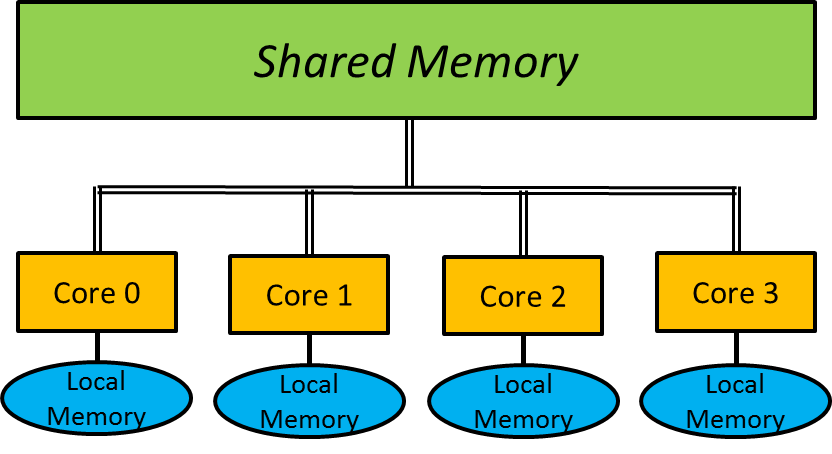 Shared Memory
Core 0
Core 1
Core 2
Core 3
Local
Memory
Local
Memory
Local
Memory
Local
Memory